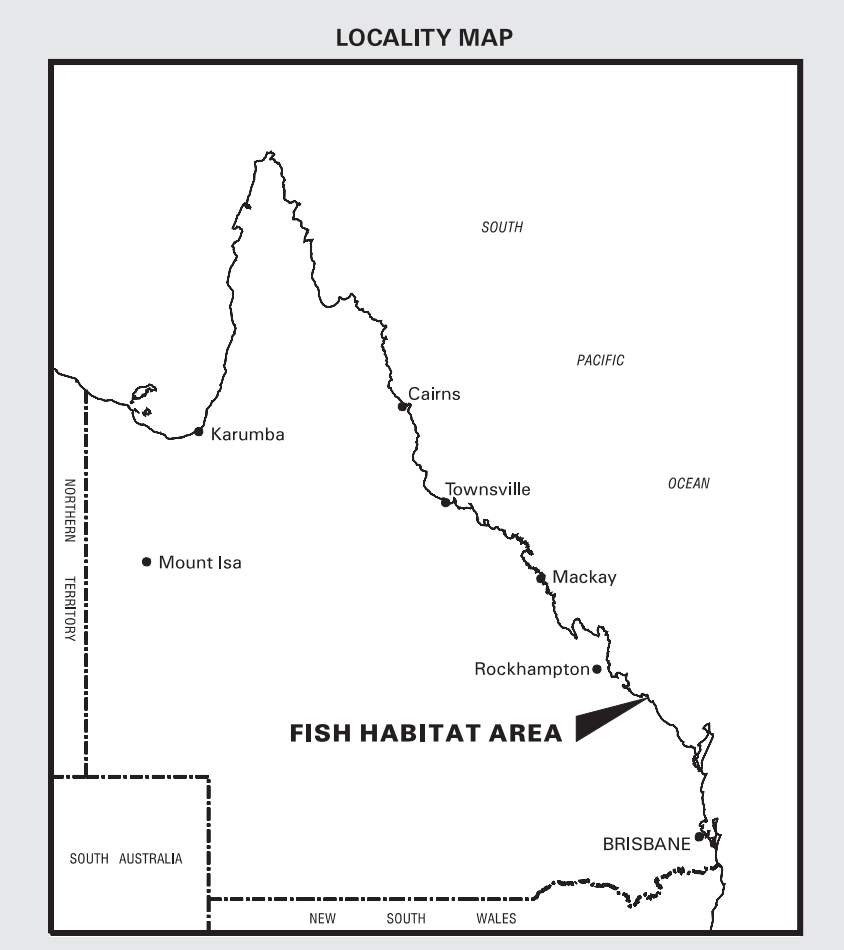 LOCALITY MAP
SOUTH
PACIFIC
Cairns
Karumba
OCEAN
Townsville
NORTHERN TERRITORY
Mount Isa
Mackay
Rockhampton
FISH HABITAT AREA
BRISBANE
SOUTH AUSTRALIA
NEW SOUTH WALES